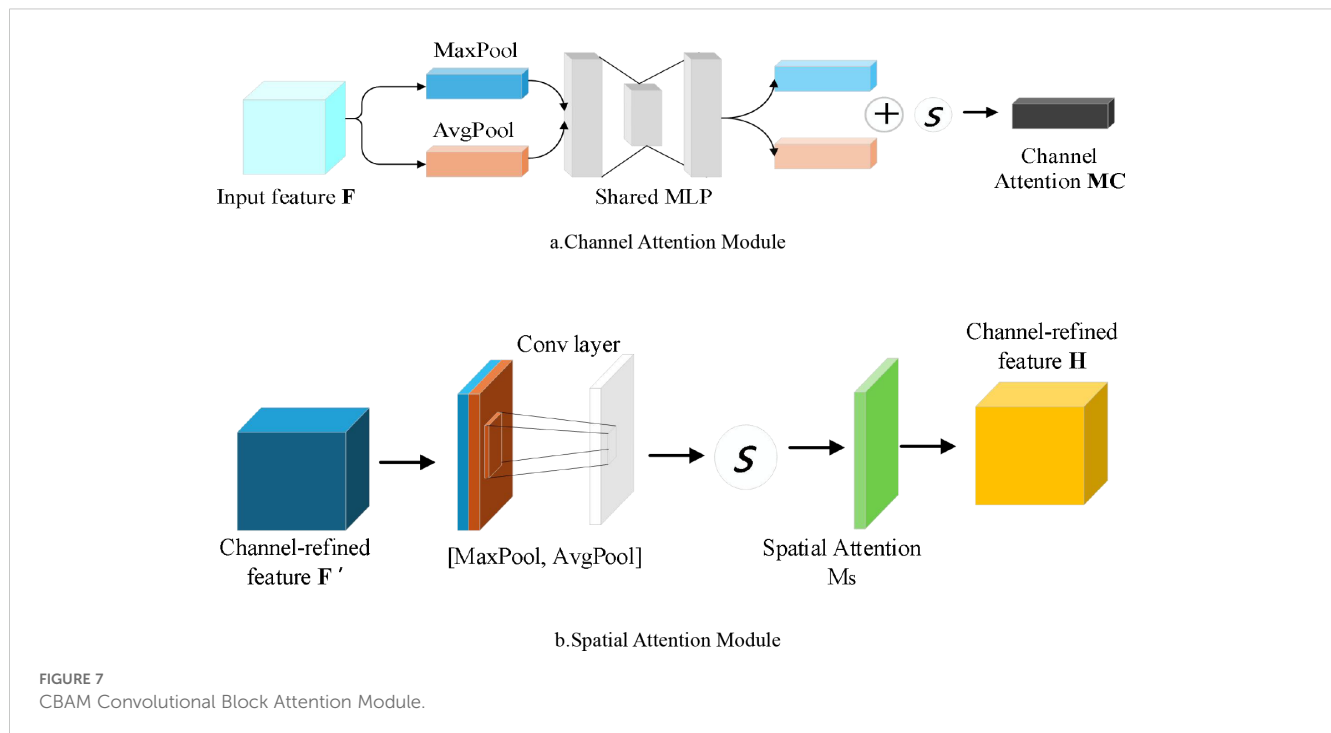 MaxPool
AvgPool
Input feature F
Shared MLP
+
S
Channel
Attention MC
a.Channel Attention Module
Conv layer
Channel-refined
feature H
S
Channel-refined
feature F ′
[MaxPool, AvgPool]
Spatial Attention
Ms
b.Spatial Attention Module
FIGURE 7
CBAM Convolutional Block Attention Module.